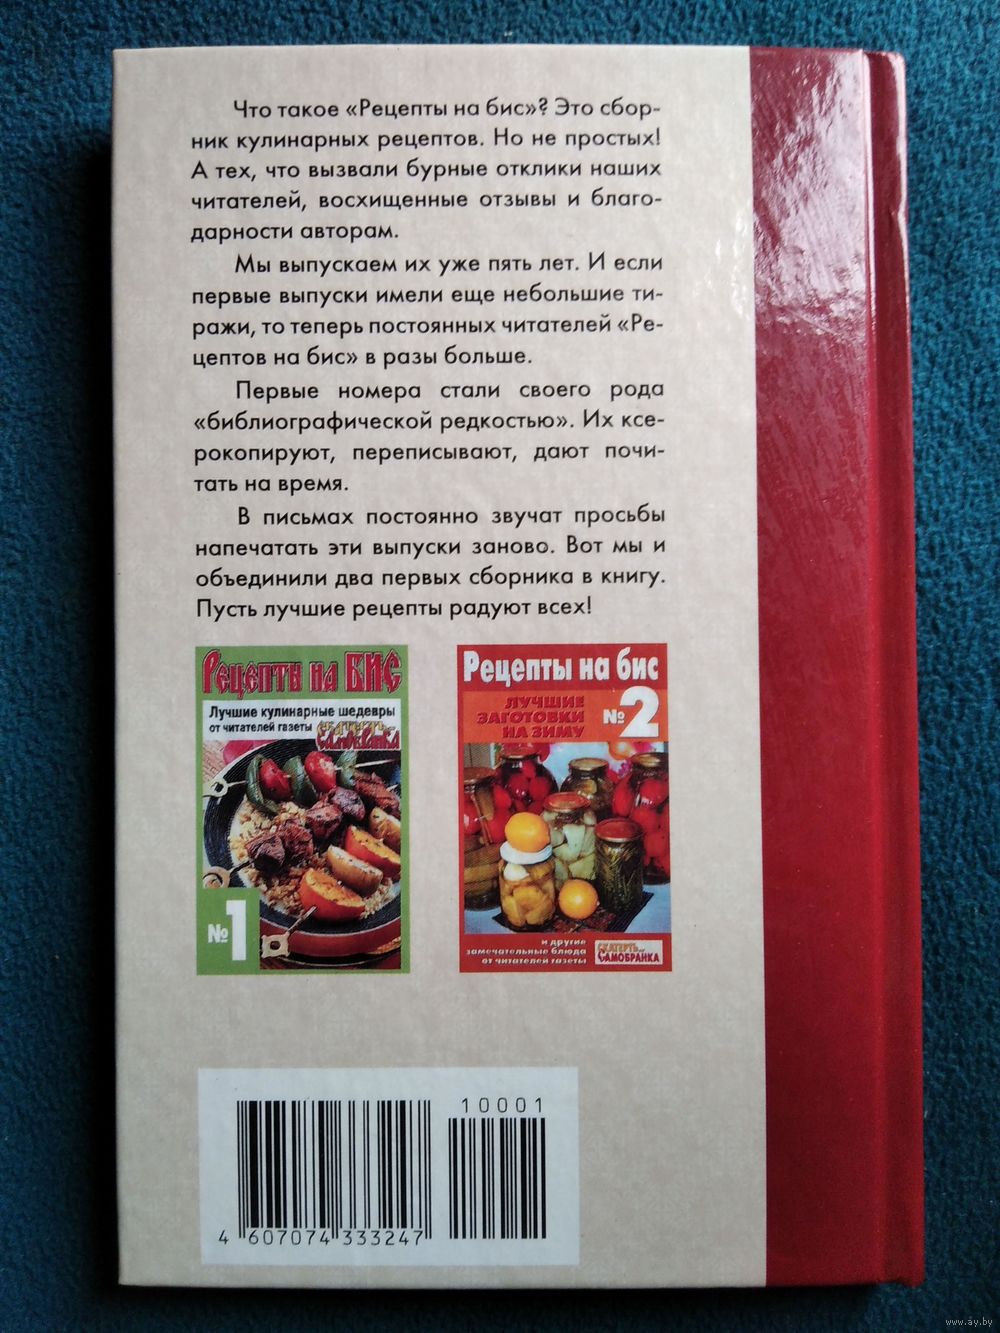 Что такое «Рецепты на бис»? Это сбор-
ник кулинарных рецептов. Но не простых!
А тех, что вызвали бурные отклики наших
читателей, восхищенные отзывы и благо-
дарности авторам.
Мы выпускаем их уже пять лет. И если
первые выпуски имели еще небольшие ти-
ражи, то теперь постоянных читателей «Ре-
цептов на бис» в разы больше.
Первые номера стали своего рода
«библиографической редкостью». Их ксе-
рокопируют, переписывают, дают почи-
тать на время.
В письмах постоянно звучат просьбы
напечатать эти выпуски заново. Вот мы и
объединили два первых сборника в книгу.
Пусть лучшие рецепты радуют всех!
Рецепты на БИС
Лучшие кулинарные шедевры
от читателей газеты
СКАТЕРТЬ
САМОБРАНКА
№1
Рецепты на бис
ЛУЧШИЕ
ЗАГОТОВКИ
НА ЗИМУ
№2
и другие
замечательные блюда
от читателей газеты
СКАТЕРТЬ...
САМОБРАНКА
10001
4 607074 333247
www.ay.by